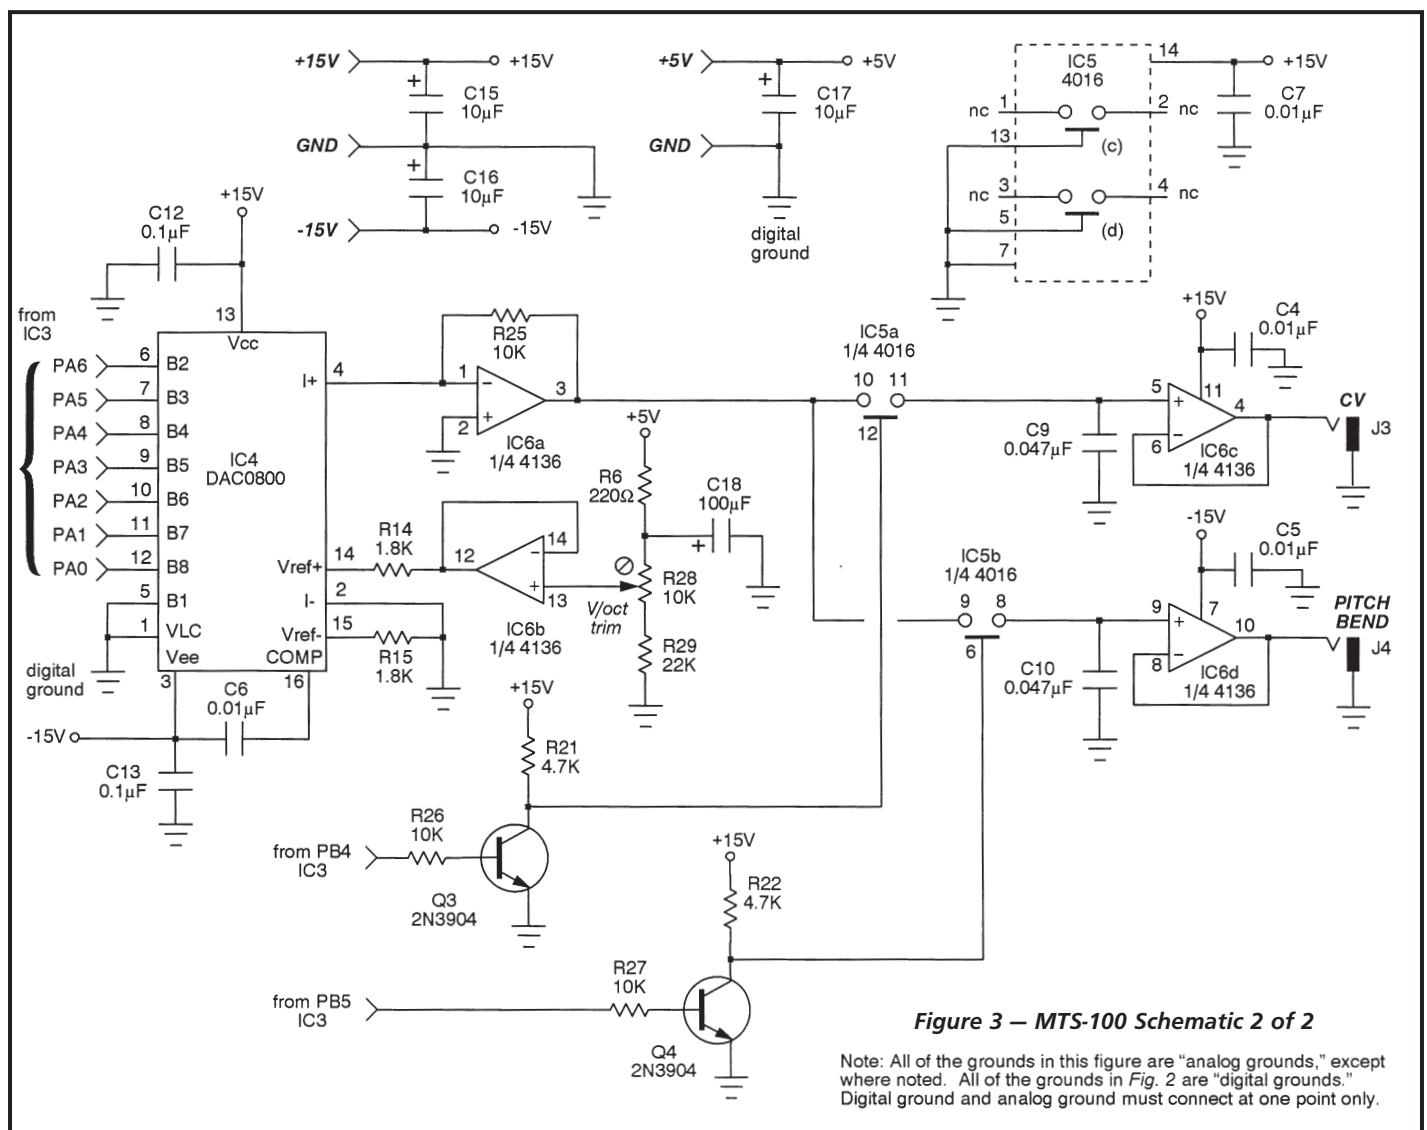 +15V
+15V
+
C15
10µF
GND
+
C16
10µF
-15V
-15V
+5V
+5V
+
C17
10µF
GND
digital
ground
IC5
4016
14
+15V
C7
0.01µF
nc
1
2
nc
13
(c)
nc
3
4
nc
5
(d)
7
+15V
C12
0.1µF
from
IC3
13
Vcc
PA6
6
B2
PA5
7
B3
PA4
8
B4
PA3
9
B5
PA2
10
B6
PA1
11
B7
PA0
12
B8
5
B1
1
VLC
Vee
3
IC4
DAC0800
I+
4
Vref+
14
I-
2
Vref-
15
COMP
16
digital
ground
-15V
C6
0.01µF
C13
0.1µF
R14
1.8K
R15
1.8K
R25
10K
1
-
+
2
3
IC6a
1/4 4136
12
14
-
+
13
IC6b
1/4 4136
+5V
R6
220Ω
C18
100µF
+
R28
10K
V/oct
trim
R29
22K
IC5a
1/4 4016
10
11
12
C9
0.047µF
+15V
C4
0.01µF
5
+
11
4
6
-
IC6c
1/4 4136
CV
J3
IC5b
1/4 4016
9
8
6
C10
0.047µF
-15V
C5
0.01µF
9
+
7
10
8
-
IC6d
1/4 4136
PITCH
BEND
J4
+15V
R21
4.7K
from PB4
IC3
R26
10K
Q3
2N3904
+15V
R22
4.7K
from PB5
IC3
R27
10K
Q4
2N3904
Figure 3 — MTS-100 Schematic 2 of 2
Note: All of the grounds in this figure are “analog grounds,” except
where noted. All of the grounds in Fig. 2 are “digital grounds.”
Digital ground and analog ground must connect at one point only.